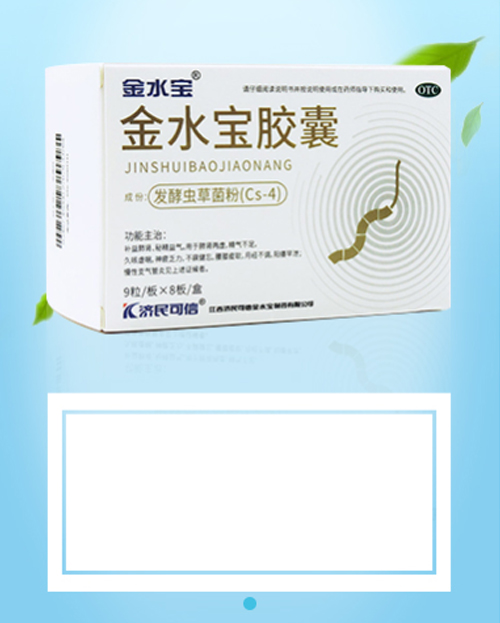 金水宝®
请仔细阅读说明书并按说明使用或在药师指导下购买和使用。
OTC
金水宝胶囊
JINSHUIBAOJIAONANG
成份:发酵虫草菌粉(Cs-4)
功能主治:
补益肺肾、秘精益气。用于肺肾两虚,精气不足,
久咳虚喘,神疲乏力,不寐健忘,腰膝痠软,月经不调,阳痿早泄;
慢性支气管炎见上述证候者。
9粒/板×8板/盒
济民可信® 江西济民可信金水宝制药有限公司